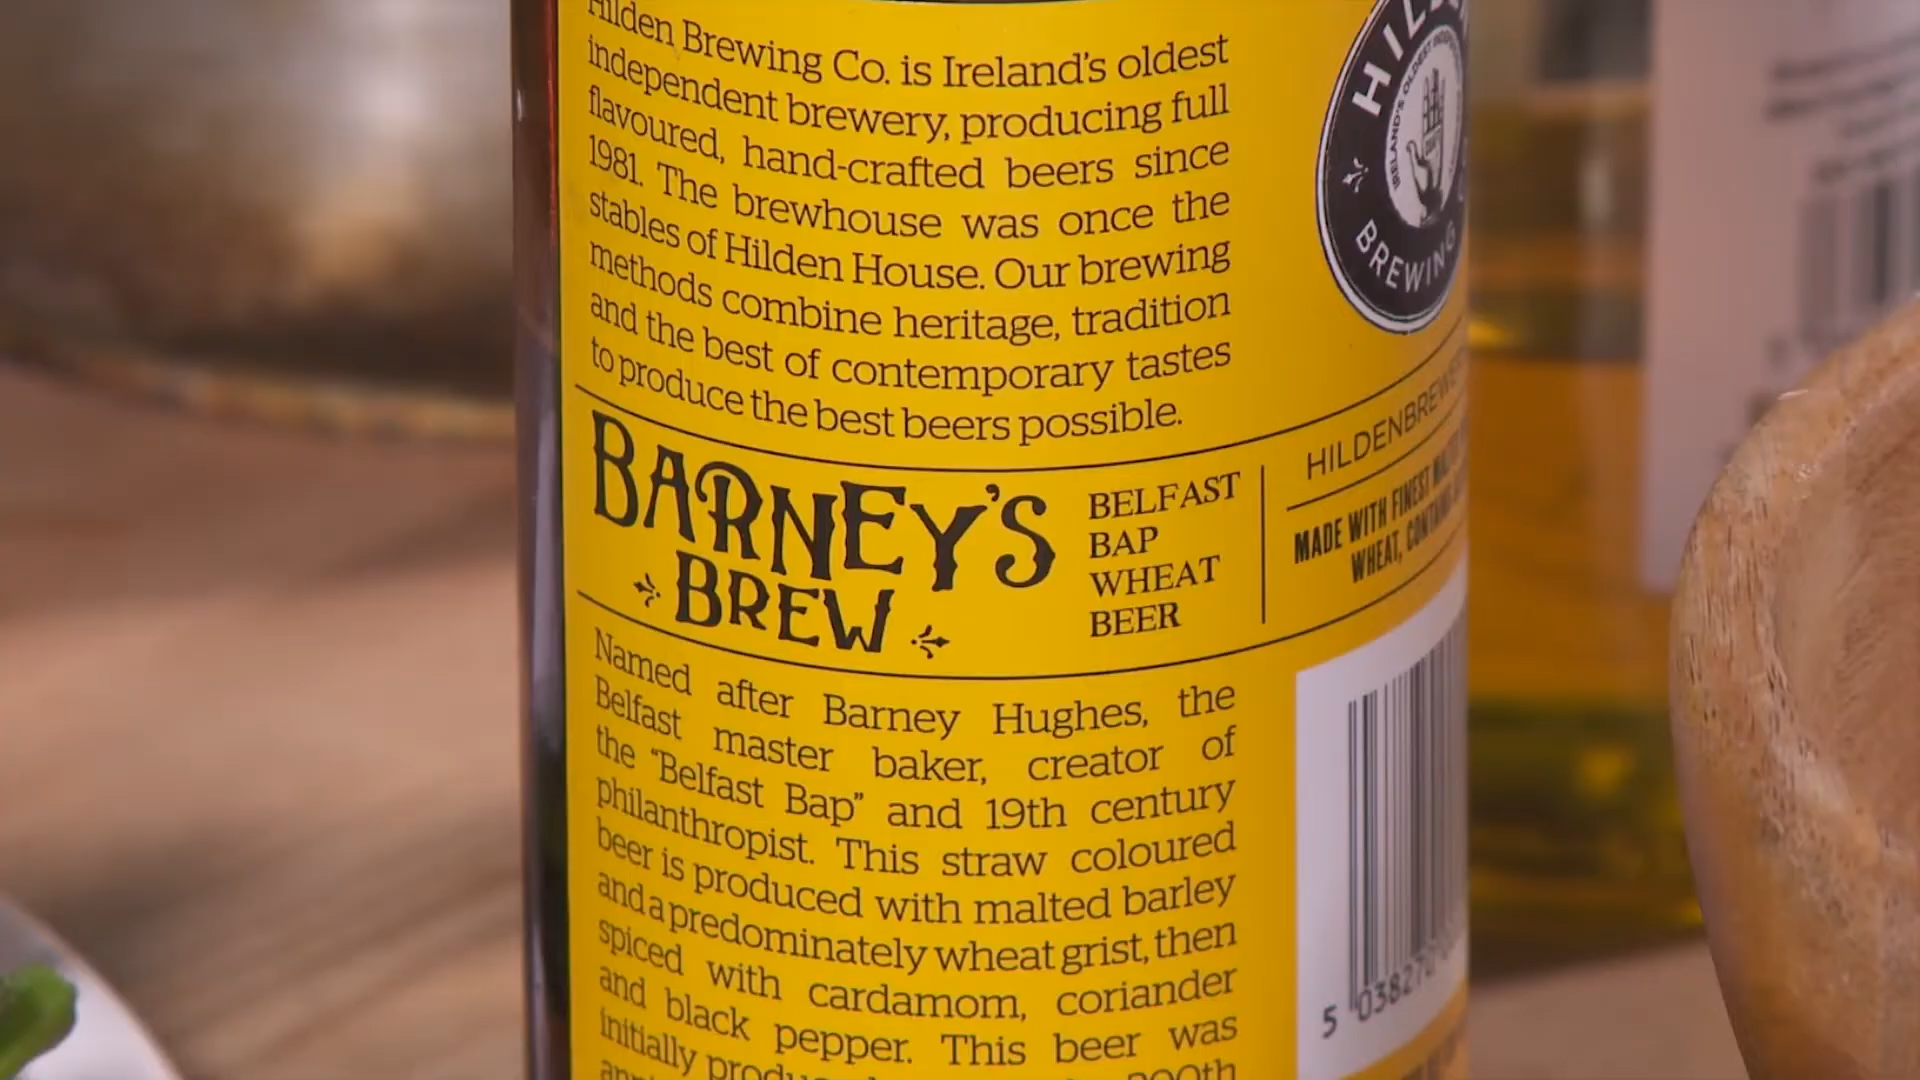 Hilden Brewing Co. is Ireland's oldest
independent brewery, producing full
flavoured, hand-crafted beers since
1981. The brewhouse was once the
stables of Hilden House. Our brewing
methods combine heritage, tradition
and the best of contemporary tastes
to produce the best beers possible.
BARNEY'S
BREW
BELFAST
BAP
WHEAT
BEER
Named after Barney Hughes, the
Belfast master baker, creator of
the "Belfast Bap" and 19th century
philanthropist. This straw coloured
beer is produced with malted barley
and a predominately wheat grist, then
spiced with cardamom, coriander
and black pepper. This beer was
initially
BREWING
IRELAND'S OLDEST
MADE WITH FINEST
WHEAT,
5 03827